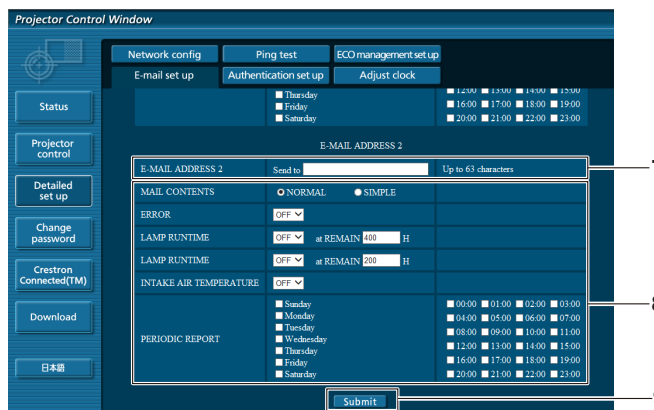 Projector Control Window
Network config Ping test ECO management set up
E-mail set up Authentication set up Adjust clock
Status
Projector control
Detailed set up
Change password
Crestron Connected(TM)
Download
日本語
Thursday 12:00 13:00 14:00 15:00
Friday 16:00 17:00 18:00 19:00
Saturday 20:00 21:00 22:00 23:00
E-MAIL ADDRESS 2
E-MAIL ADDRESS 2 Send to Up to 63 characters
MAIL CONTENTS NORMAL SIMPLE
ERROR OFF
LAMP RUNTIME OFF at REMAIN 400 H
LAMP RUNTIME OFF at REMAIN 200 H
INTAKE AIR TEMPERATURE OFF
PERIODIC REPORT
Sunday 00:00 01:00 02:00 03:00
Monday 04:00 05:00 06:00 07:00
Tuesday 08:00 09:00 10:00 11:00
Wednesday 12:00 13:00 14:00 15:00
Thursday 16:00 17:00 18:00 19:00
Friday 20:00 21:00 22:00 23:00
Saturday
Submit